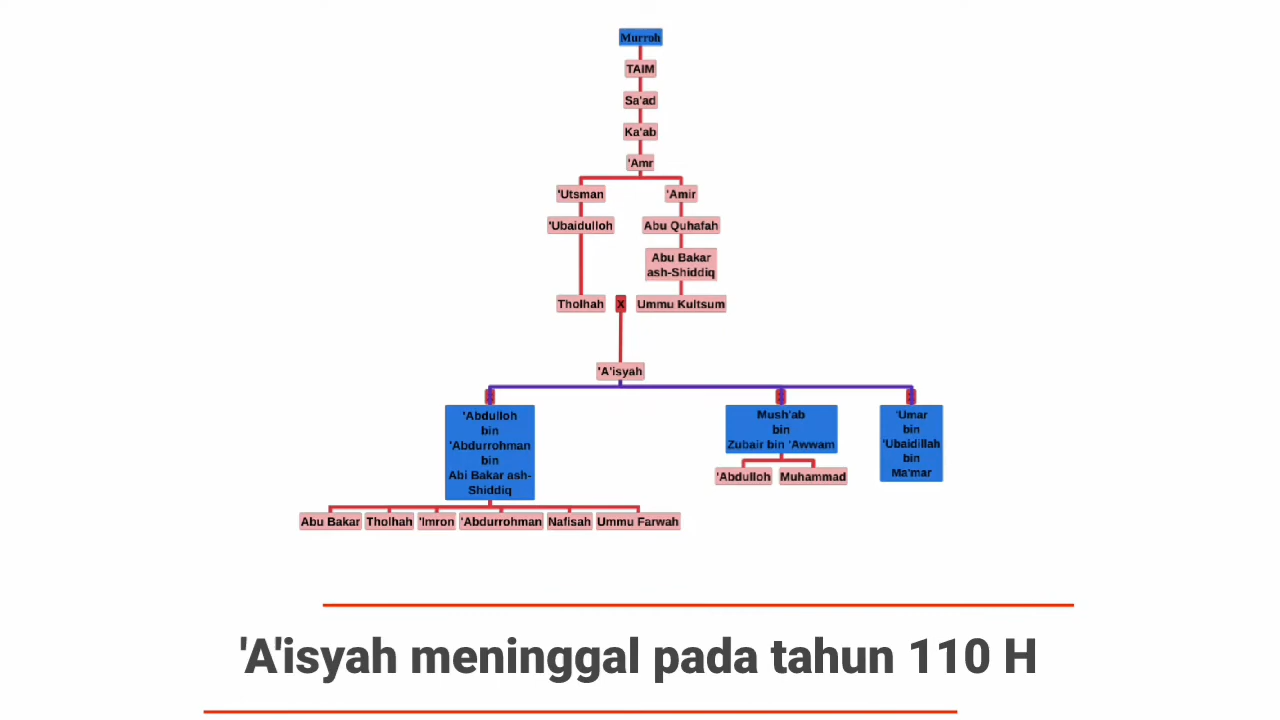 Murroh
TAIM
Sa'ad
Ka'ab
'Amr
'Utsman
'Amir
'Ubaidulloh
Abu Quhafah
Abu Bakar
ash-Shiddiq
Tholhah
X
Ummu Kultsum
'A'isyah
'Abdulloh
bin
'Abdurrohman
bin
Abi Bakar ash-
Shiddiq
Mush'ab
bin
Zubair bin 'Awwam
'Umar
bin
'Ubaidillah
bin
Ma'mar
'Abdulloh
Muhammad
Abu Bakar
Tholhah
'Imron
'Abdurrohman
Nafisah
Ummu Farwah
'A'isyah meninggal pada tahun 110 H